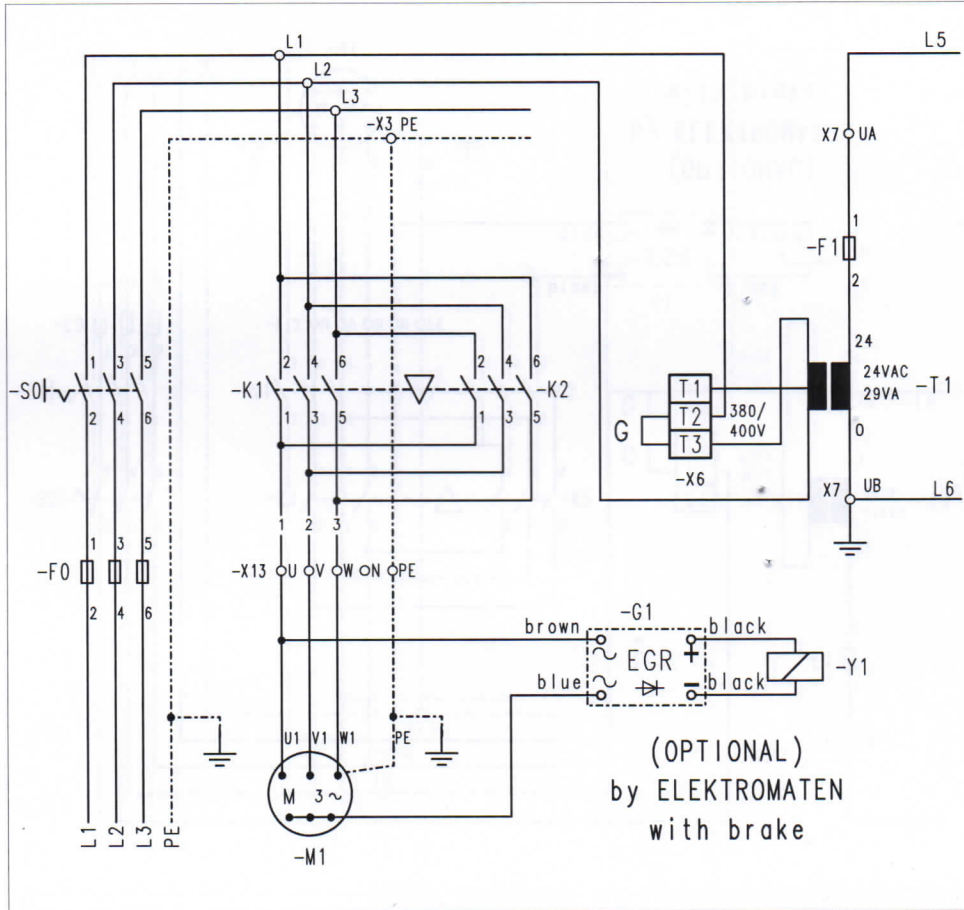 L1
L5
L2
L3
-X3 PE
X7 UA
1
-F1
2
1 3 5
2 4 6
2 4 6
24
-S0
-K1
-K2
T1
24VAC
-T1
29VA
2 4 6
1 3 5
1 3 5
G
T2
380/
400V
0
T3
-X6
X7 UB
L6
1 2 3
1 3 5
-F0
-X13 U V W N PE
2 4 6
-G1
brown
black
EGR
+
-Y1
blue
-
black
U1 V1 W1 PE
(OPTIONAL)
M 3~
by ELEKTROMATEN
with brake
L1 L2 L3 PE
-M1